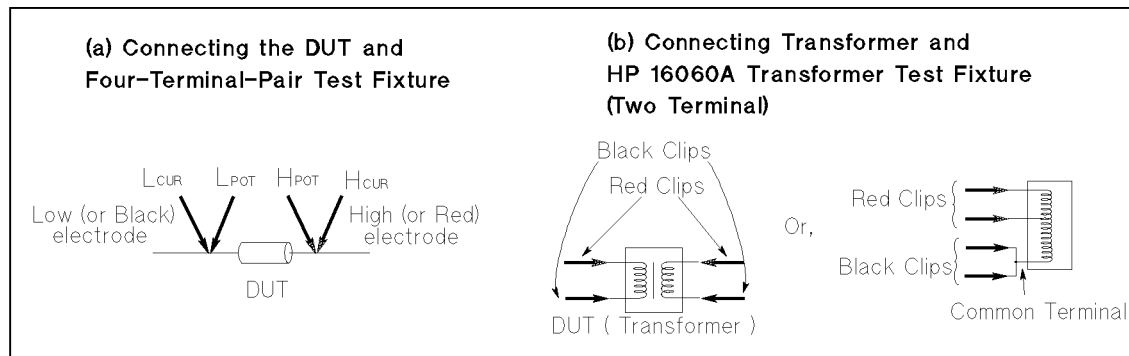 (a) Connecting the DUT and
Four-Terminal-Pair Test Fixture
LCUR LPOT HPOT HCUR
Low (or Black)
electrode
High (or Red)
electrode
DUT
(b) Connecting Transformer and
HP 16060A Transformer Test Fixture
(Two Terminal)
Black Clips
Red Clips
DUT ( Transformer )
Or,
Red Clips
Black Clips
Common Terminal